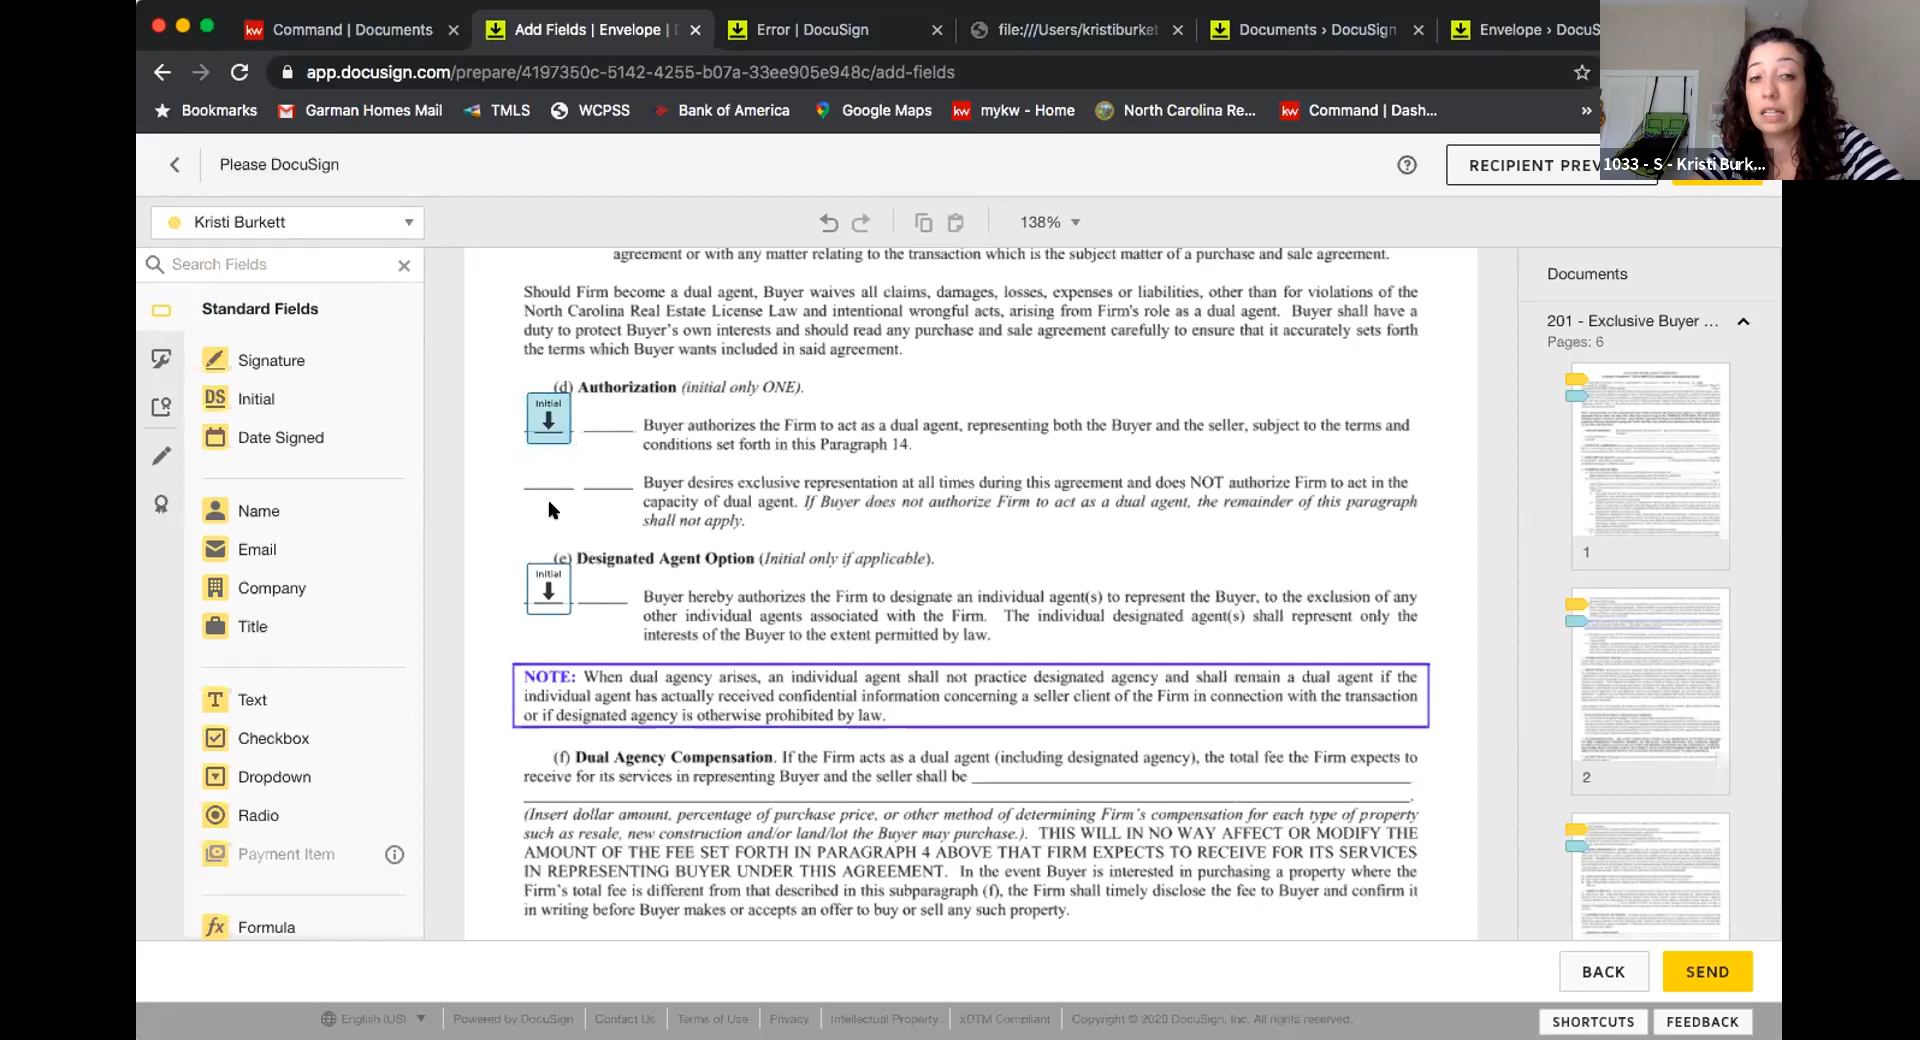 Command | Documents
Add Fields | Envelope |
Error | DocuSign
file:///Users/kristiburket
Documents › DocuSign
Envelope › DocuS
app.docusign.com/prepare/4197350c-5142-4255-b07a-33ee905e948c/add-fields
Bookmarks
Garman Homes Mail
TMLS
WCPSS
Bank of America
Google Maps
kw
mykw - Home
North Carolina Re...
kw
Command | Dash...
»
1033 - S - Kristi Burk...
Please DocuSign
RECIPIENT PREV
Kristi Burkett
138%
Search Fields
Standard Fields
Signature
DS Initial
Date Signed
Name
Email
Company
Title
Text
Checkbox
Dropdown
Radio
Payment Item
fx Formula
agreement or with any matter relating to the transaction which is the subject matter of a purchase and sale agreement.
Should Firm become a dual agent, Buyer waives all claims, damages, losses, expenses or liabilities, other than for violations of the
North Carolina Real Estate License Law and intentional wrongful acts, arising from Firm's role as a dual agent. Buyer shall have a
duty to protect Buyer's own interests and should read any purchase and sale agreement carefully to ensure that it accurately sets forth
the terms which Buyer wants included in said agreement.
(d) Authorization (initial only ONE).
Initial
Buyer authorizes the Firm to act as a dual agent, representing both the Buyer and the seller, subject to the terms and
conditions set forth in this Paragraph 14.
Buyer desires exclusive representation at all times during this agreement and does NOT authorize Firm to act in the
capacity of dual agent. If Buyer does not authorize Firm to act as a dual agent, the remainder of this paragraph
shall not apply.
(e) Designated Agent Option (Initial only if applicable).
Initial
Buyer hereby authorizes the Firm to designate an individual agent(s) to represent the Buyer, to the exclusion of any
other individual agents associated with the Firm. The individual designated agent(s) shall represent only the
interests of the Buyer to the extent permitted by law.
NOTE: When dual agency arises, an individual agent shall not practice designated agency and shall remain a dual agent if the
individual agent has actually received confidential information concerning a seller client of the Firm in connection with the transaction
or if designated agency is otherwise prohibited by law.
(f) Dual Agency Compensation. If the Firm acts as a dual agent (including designated agency), the total fee the Firm expects to
receive for its services in representing Buyer and the seller shall be
(Insert dollar amount, percentage of purchase price, or other method of determining Firm's compensation for each type of property
such as resale, new construction and/or land/lot the Buyer may purchase.). THIS WILL IN NO WAY AFFECT OR MODIFY THE
AMOUNT OF THE FEE SET FORTH IN PARAGRAPH 4 ABOVE THAT FIRM EXPECTS TO RECEIVE FOR ITS SERVICES
IN REPRESENTING BUYER UNDER THIS AGREEMENT. In the event Buyer is interested in purchasing a property where the
Firm's total fee is different from that described in this subparagraph (f), the Firm shall timely disclose the fee to Buyer and confirm it
in writing before Buyer makes or accepts an offer to buy or sell any such property.
Documents
201 - Exclusive Buyer ...
Pages: 6
1
2
BACK
SEND
English (US)
Powered by DocuSign
Contact Us
Terms of Use
Privacy
Intellectual Property
xDTM Compliant
Copyright © 2020 DocuSign, Inc. All rights reserved.
SHORTCUTS
FEEDBACK